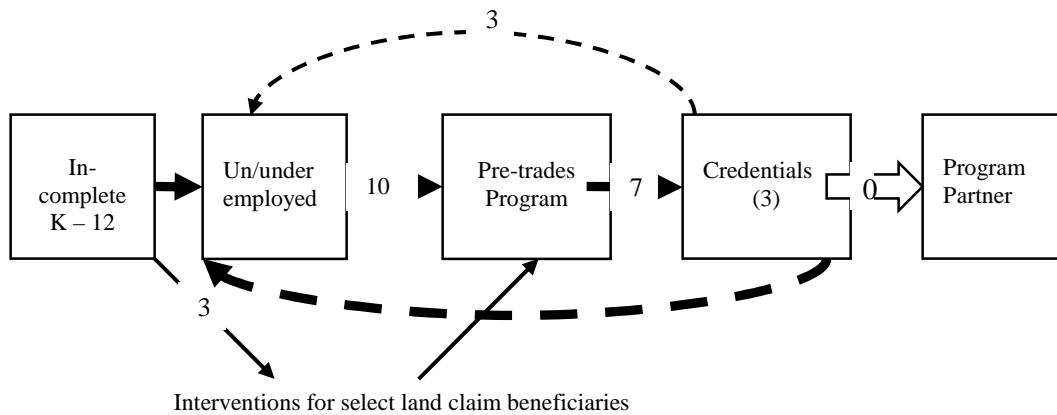 3
In-
complete
K – 12
Un/under
employed
10
Pre-trades
Program
7
Credentials
(3)
0
Program
Partner
3
Interventions for select land claim beneficiaries